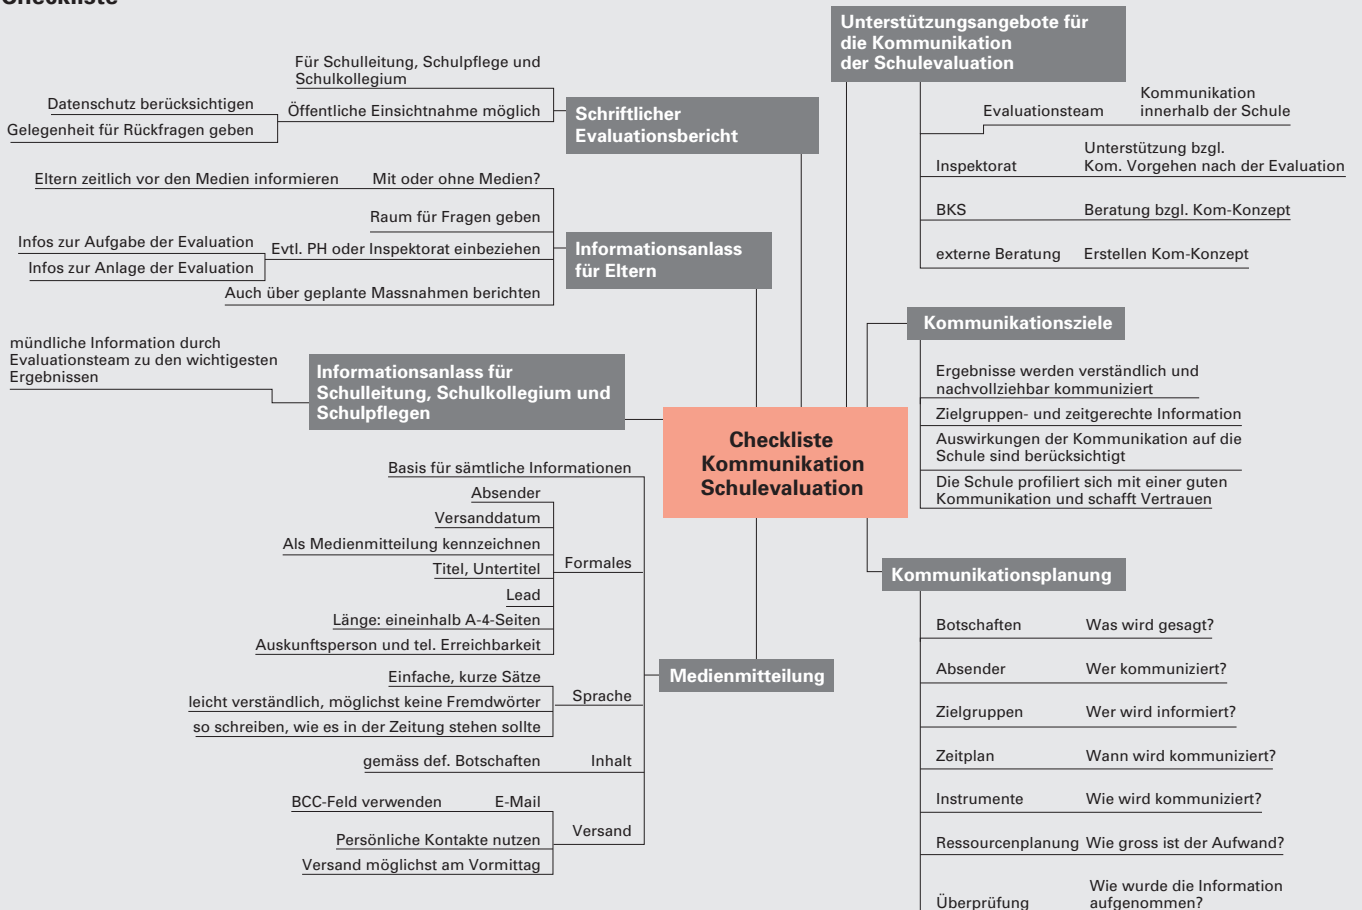 Checkliste
Unterstützungsangebote für
die Kommunikation
der Schulevaluation
Evaluationsteam
Kommunikation
innerhalb der Schule
Inspektorat
Unterstützung bzgl.
Kom. Vorgehen nach der Evaluation
BKS
Beratung bzgl. Kom-Konzept
externe Beratung
Erstellen Kom-Konzept
Für Schulleitung, Schulpflege und
Schulkollegium
Öffentliche Einsichtnahme möglich
Datenschutz berücksichtigen
Gelegenheit für Rückfragen geben
Schriftlicher
Evaluationsbericht
Eltern zeitlich vor den Medien informieren
Mit oder ohne Medien?
Raum für Fragen geben
Infos zur Aufgabe der Evaluation
Evtl. PH oder Inspektorat einbeziehen
Infos zur Anlage der Evaluation
Auch über geplante Massnahmen berichten
Informationsanlass
für Eltern
mündliche Information durch
Evaluationsteam zu den wichtigesten
Ergebnissen
Informationsanlass für
Schulleitung, Schulkollegium und
Schulpflegen
Checkliste
Kommunikation
Schulevaluation
Kommunikationsziele
Ergebnisse werden verständlich und
nachvollziehbar kommuniziert
Zielgruppen- und zeitgerechte Information
Auswirkungen der Kommunikation auf die
Schule sind berücksichtigt
Die Schule profiliert sich mit einer guten
Kommunikation und schafft Vertrauen
Basis für sämtliche Informationen
Absender
Versanddatum
Als Medienmitteilung kennzeichnen
Titel, Untertitel
Lead
Länge: eineinhalb A-4-Seiten
Auskunftsperson und tel. Erreichbarkeit
Formales
Einfache, kurze Sätze
leicht verständlich, möglichst keine Fremdwörter
so schreiben, wie es in der Zeitung stehen sollte
Sprache
gemäss def. Botschaften
Inhalt
BCC-Feld verwenden
E-Mail
Persönliche Kontakte nutzen
Versand möglichst am Vormittag
Versand
Medienmitteilung
Kommunikationsplanung
Botschaften
Was wird gesagt?
Absender
Wer kommuniziert?
Zielgruppen
Wer wird informiert?
Zeitplan
Wann wird kommuniziert?
Instrumente
Wie wird kommuniziert?
Ressourcenplanung
Wie gross ist der Aufwand?
Überprüfung
Wie wurde die Information
aufgenommen?